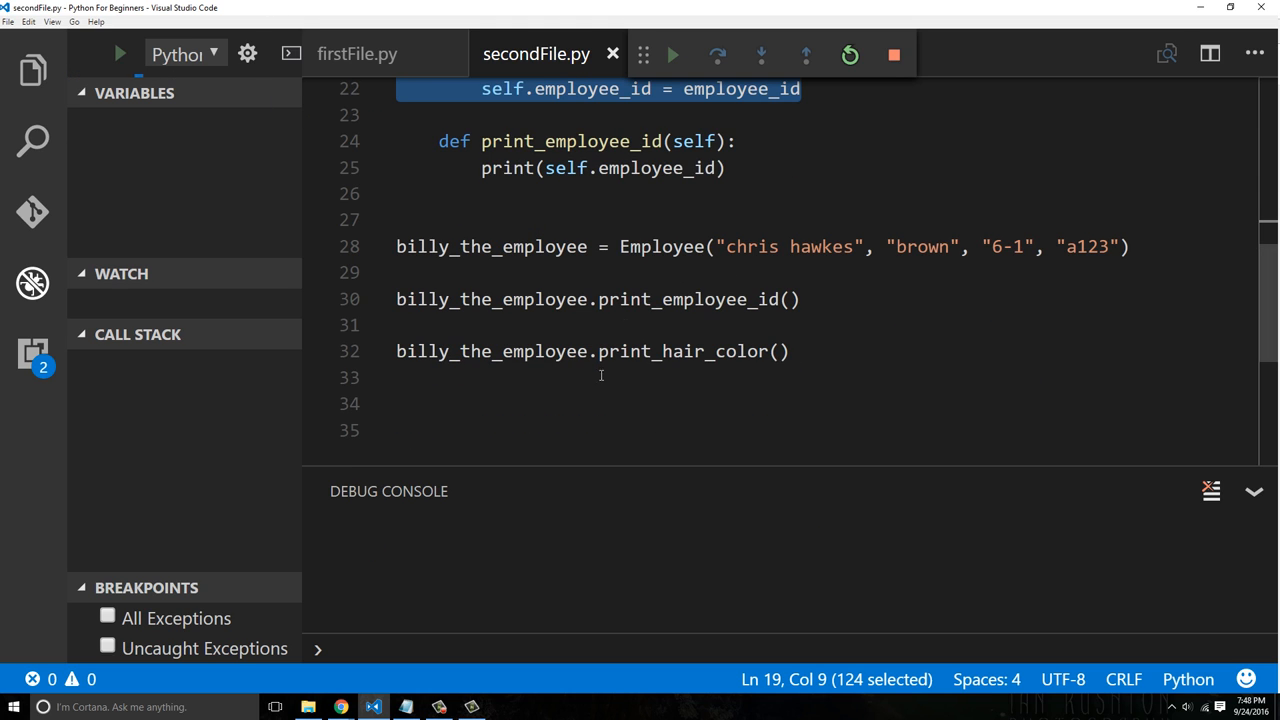 secondFile.py - Python For Beginners - Visual Studio Code
File Edit View Go Help
Pythor
firstFile.py
secondFile.py
VARIABLES
WATCH
CALL STACK
2
BREAKPOINTS
All Exceptions
Uncaught Exceptions
22 self.employee_id = employee_id
23
24 def print_employee_id(self):
25 print(self.employee_id)
26
27
28 billy_the_employee = Employee("chris hawkes", "brown", "6-1", "a123")
29
30 billy_the_employee.print_employee_id()
31
32 billy_the_employee.print_hair_color()
33
34
35
DEBUG CONSOLE
0 0 Ln 19, Col 9 (124 selected) Spaces: 4 UTF-8 CRLF Python
I'm Cortana. Ask me anything.
7:48 PM
9/24/2016